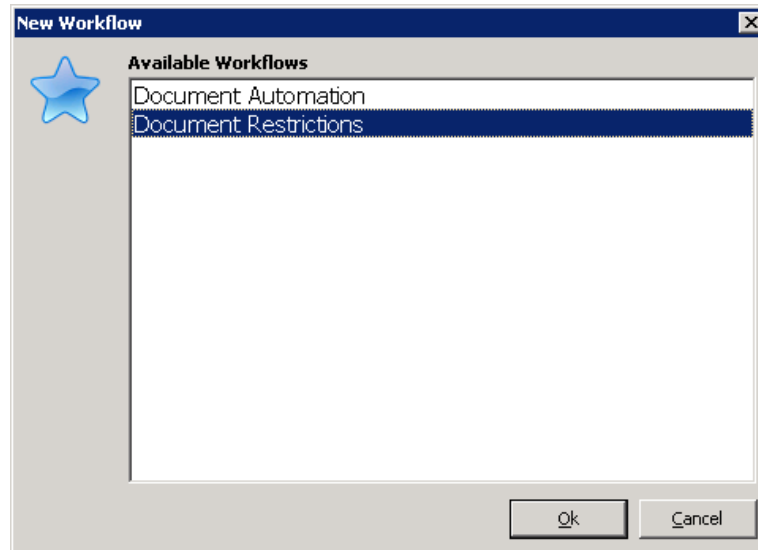 New Workflow
Available Workflows
Document Automation
Document Restrictions
Ok
Cancel